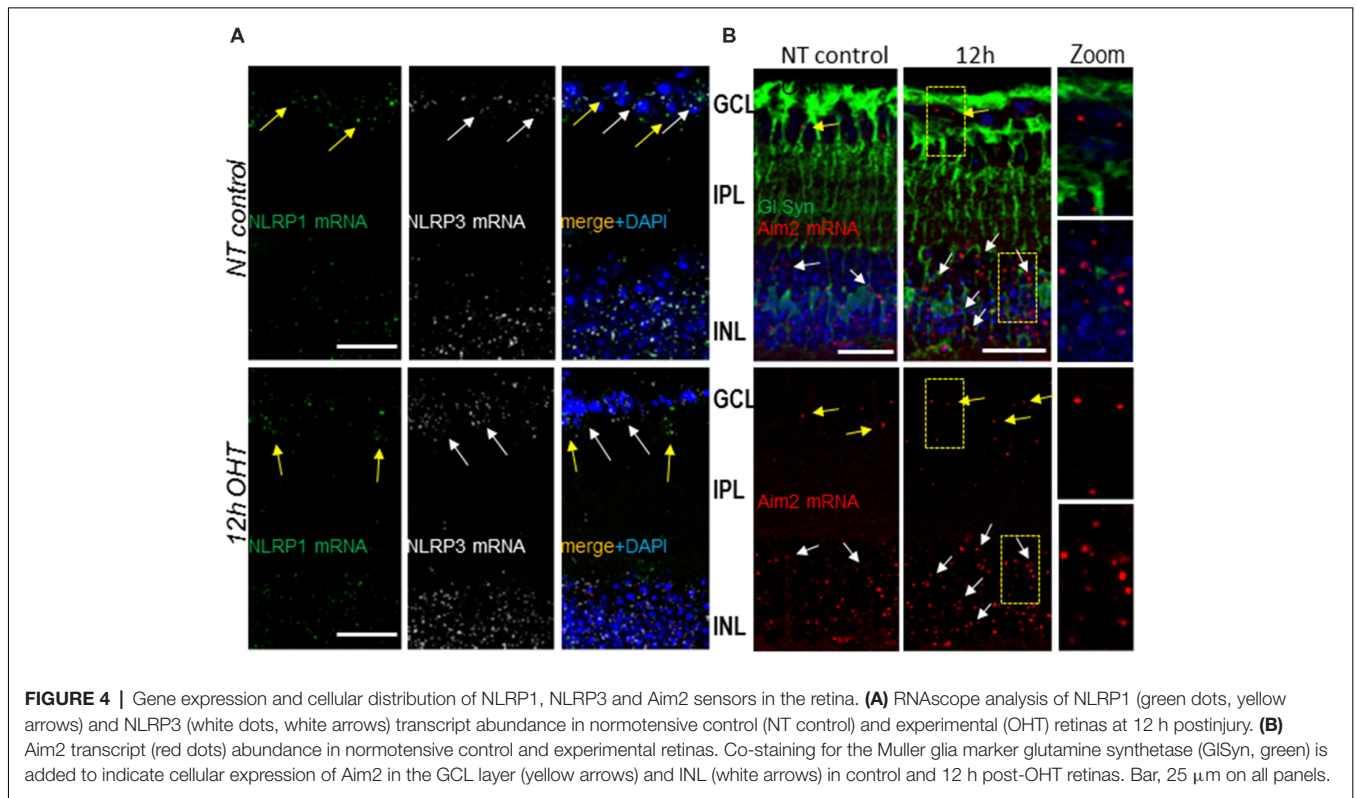 A
B
NT control
12h
Zoom
GCL
IPL
INL
NT control
NLRP1 mRNA
NLRP3 mRNA
merge+DAPI
Gl Syn
Aim2 mRNA
GCL
IPL
INL
12h OHT
NLRP1 mRNA
NLRP3 mRNA
merge+DAPI
Aim2 mRNA
FIGURE 4 | Gene expression and cellular distribution of NLRP1, NLRP3 and Aim2 sensors in the retina. (A) RNAscope analysis of NLRP1 (green dots, yellow
arrows) and NLRP3 (white dots, white arrows) transcript abundance in normotensive control (NT control) and experimental (OHT) retinas at 12 h postinjury. (B)
Aim2 transcript (red dots) abundance in normotensive control and experimental retinas. Co-staining for the Muller glia marker glutamine synthetase (GlSyn, green) is
added to indicate cellular expression of Aim2 in the GCL layer (yellow arrows) and INL (white arrows) in control and 12 h post-OHT retinas. Bar, 25 μm on all panels.